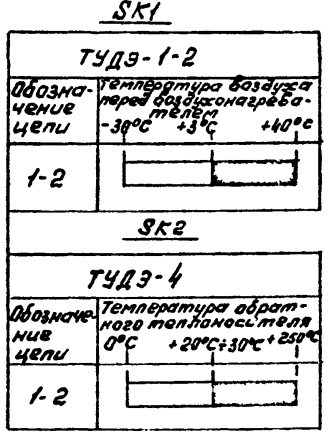 SK1
ТУДЭ-1-2
Обозна-
чение
цепи
Температура воздуха
перед воздухонагрева-
телем
-30°С +3°С +40°С
1-2
SK2
ТУДЭ-4
Обозначе-
ние
цепи
Температура обрат-
ного теплоносителя
0°С +20°С÷30°С +250°С
1-2